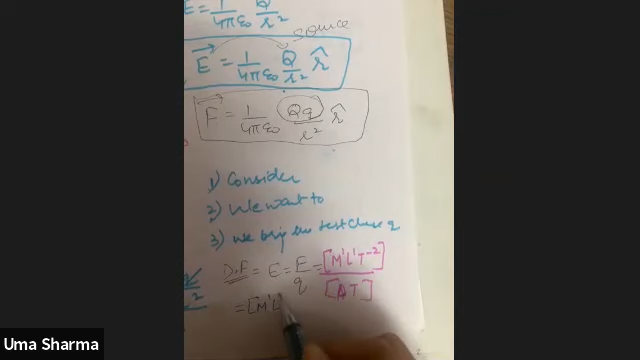 E = 1/4πε₀ Q/r²
source
E⃗ = 1/4πε₀ Q/r² r̂
F⃗ = 1/4πε₀ Qq/r² r̂
1) Consider
2) We want to
3) We bring the test charge q
D.F = E = F/q = [M¹L¹T⁻²]/[AT]
= [M¹L
Uma Sharma